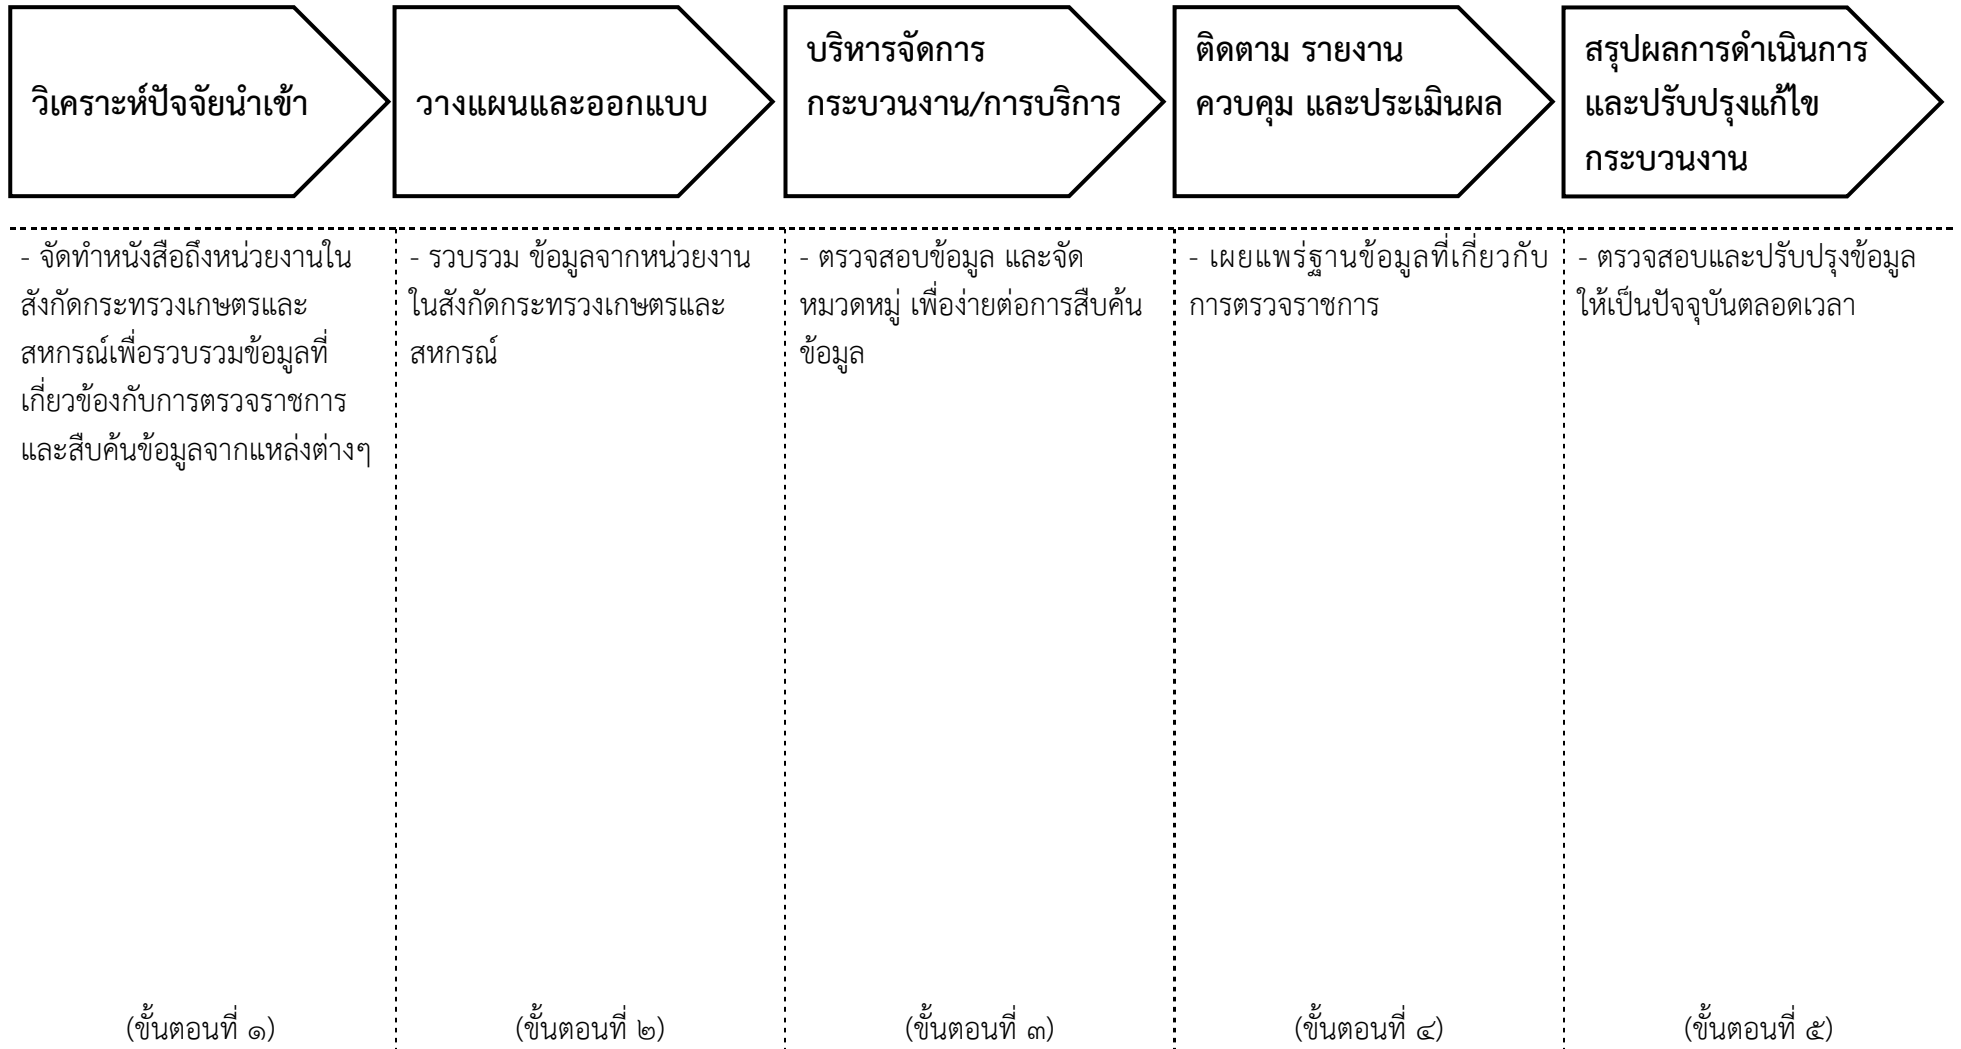 วิเคราะห์ปัจจัยนำเข้า
วางแผนและออกแบบ
บริหารจัดการ
กระบวนงาน/การบริการ
ติดตาม รายงาน
ควบคุม และประเมินผล
สรุปผลการดำเนินการ
และปรับปรุงแก้ไข
กระบวนงาน
- จัดทำหนังสือถึงหน่วยงานใน
สังกัดกระทรวงเกษตรและ
สหกรณ์เพื่อรวบรวมข้อมูลที่
เกี่ยวข้องกับการตรวจราชการ
และสืบค้นข้อมูลจากแหล่งต่างๆ
(ขั้นตอนที่ ๑)
- รวบรวม ข้อมูลจากหน่วยงาน
ในสังกัดกระทรวงเกษตรและ
สหกรณ์
(ขั้นตอนที่ ๒)
- ตรวจสอบข้อมูล และจัด
หมวดหมู่ เพื่อง่ายต่อการสืบค้น
ข้อมูล
(ขั้นตอนที่ ๓)
- เผยแพร่ฐานข้อมูลที่เกี่ยวกับ
การตรวจราชการ
(ขั้นตอนที่ ๔)
- ตรวจสอบและปรับปรุงข้อมูล
ให้เป็นปัจจุบันตลอดเวลา
(ขั้นตอนที่ ๕)